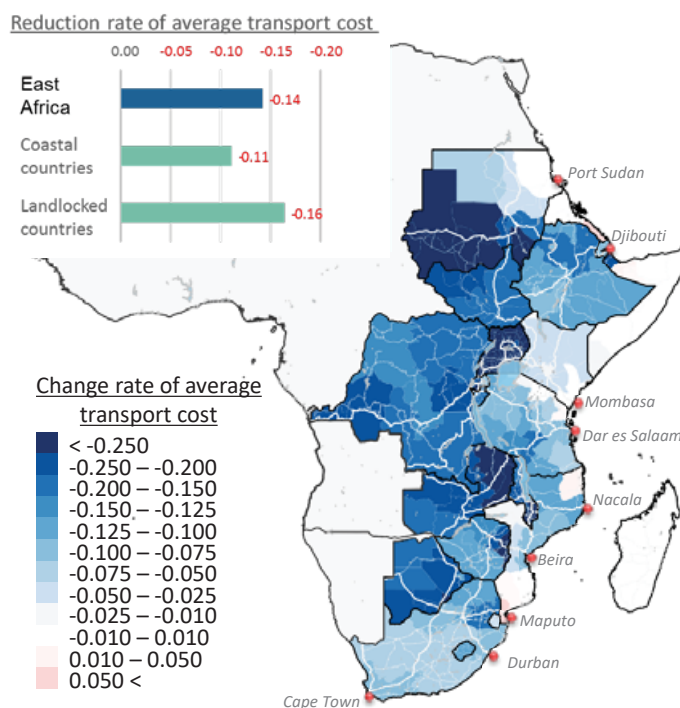 Reduction rate of average transport cost
0.00 -0.05 -0.10 -0.15 -0.20
East
Africa
-0.14
Coastal
countries
-0.11
Landlocked
countries
-0.16
Port Sudan
Djibouti
Mombasa
Dar es Salaam
Nacala
Beira
Maputo
Durban
Cape Town
Change rate of average
transport cost
< -0.250
-0.250 – -0.200
-0.200 – -0.150
-0.150 – -0.125
-0.125 – -0.100
-0.100 – -0.075
-0.075 – -0.050
-0.050 – -0.025
-0.025 – -0.010
-0.010 – 0.010
0.010 – 0.050
0.050 <